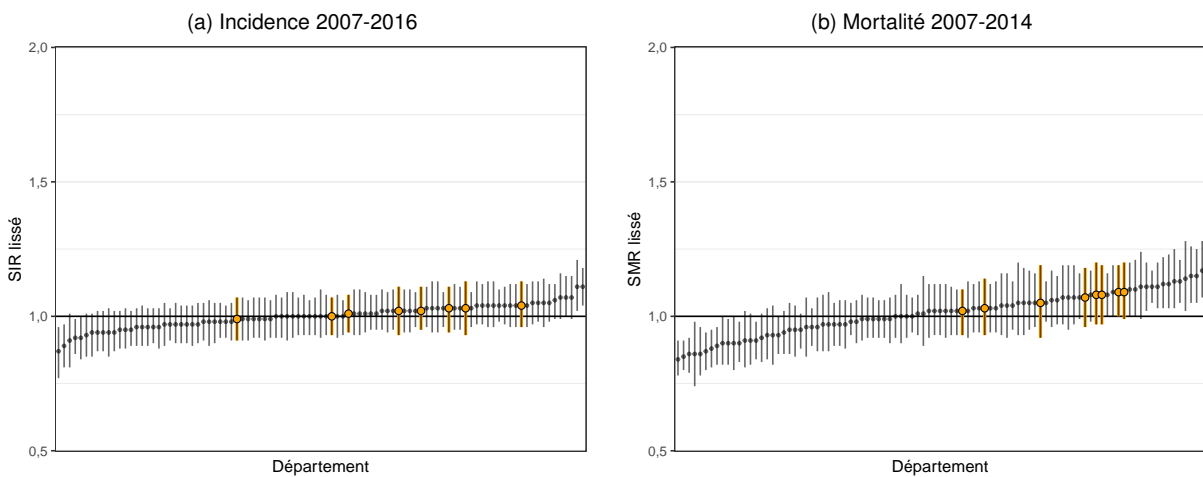 (a) Incidence 2007-2016
2,0
1,5
1,0
0,5
SIR lissé
Département
(b) Mortalité 2007-2014
2,0
1,5
1,0
0,5
SMR lissé
Département